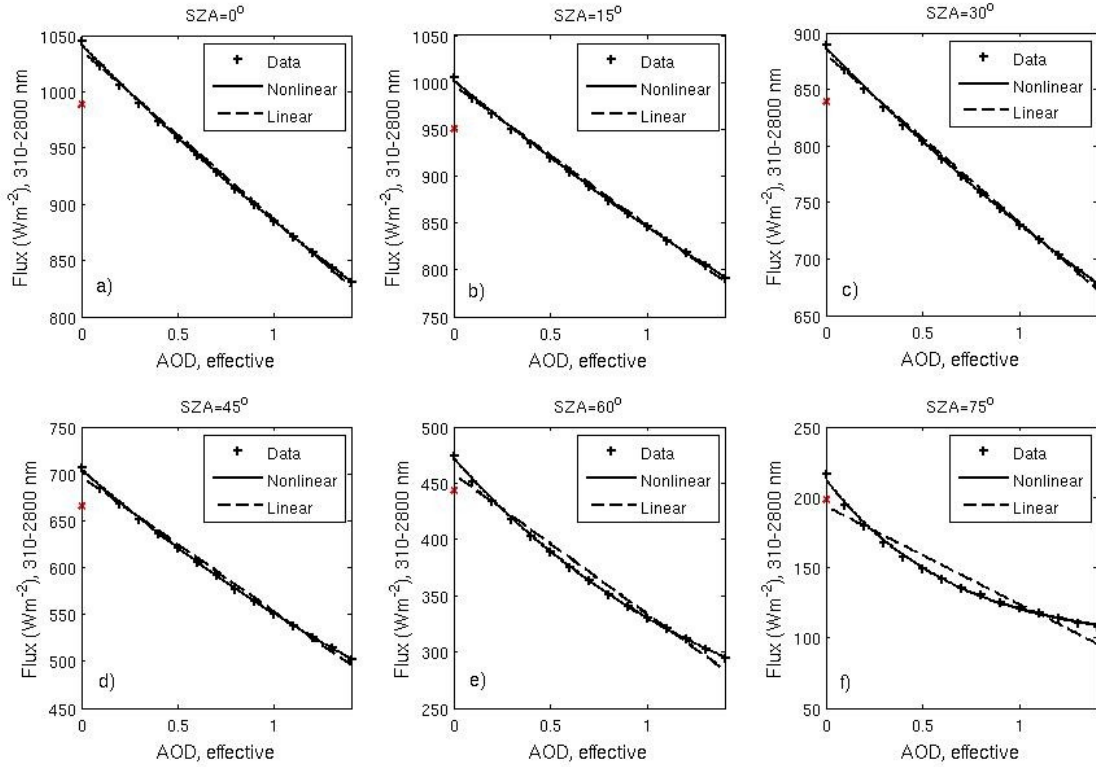 SZA=0o
1050
1000
950
900
850
800
Flux (Wm-2), 310-2800 nm
Data
Nonlinear
Linear
a)
0 0.5 1
AOD, effective
SZA=15o
1050
1000
950
900
850
800
750
Flux (Wm-2), 310-2800 nm
Data
Nonlinear
Linear
b)
0 0.5 1
AOD, effective
SZA=30o
900
850
800
750
700
650
Flux (Wm-2), 310-2800 nm
Data
Nonlinear
Linear
c)
0 0.5 1
AOD, effective
SZA=45o
750
700
650
600
550
500
450
Flux (Wm-2), 310-2800 nm
Data
Nonlinear
Linear
d)
0 0.5 1
AOD, effective
SZA=60o
500
450
400
350
300
250
Flux (Wm-2), 310-2800 nm
Data
Nonlinear
Linear
e)
0 0.5 1
AOD, effective
SZA=75o
250
200
150
100
50
Flux (Wm-2), 310-2800 nm
Data
Nonlinear
Linear
f)
0 0.5 1
AOD, effective